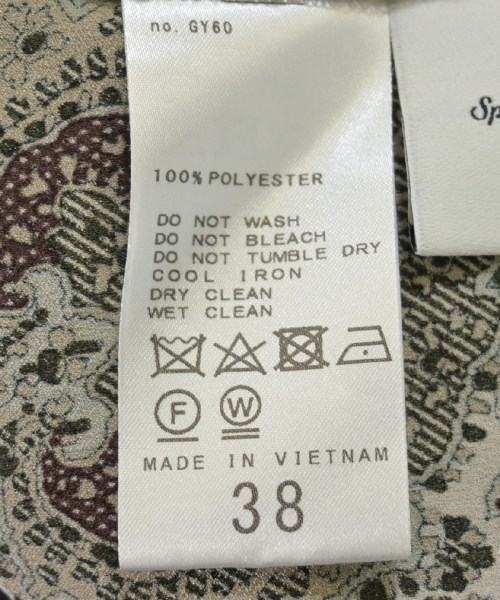 no. GY60
Sp
100% POLYESTER
DO NOT WASH
DO NOT BLEACH
DO NOT TUMBLE DRY
COOL IRON
DRY CLEAN
WET CLEAN
F W
MADE IN VIETNAM
38